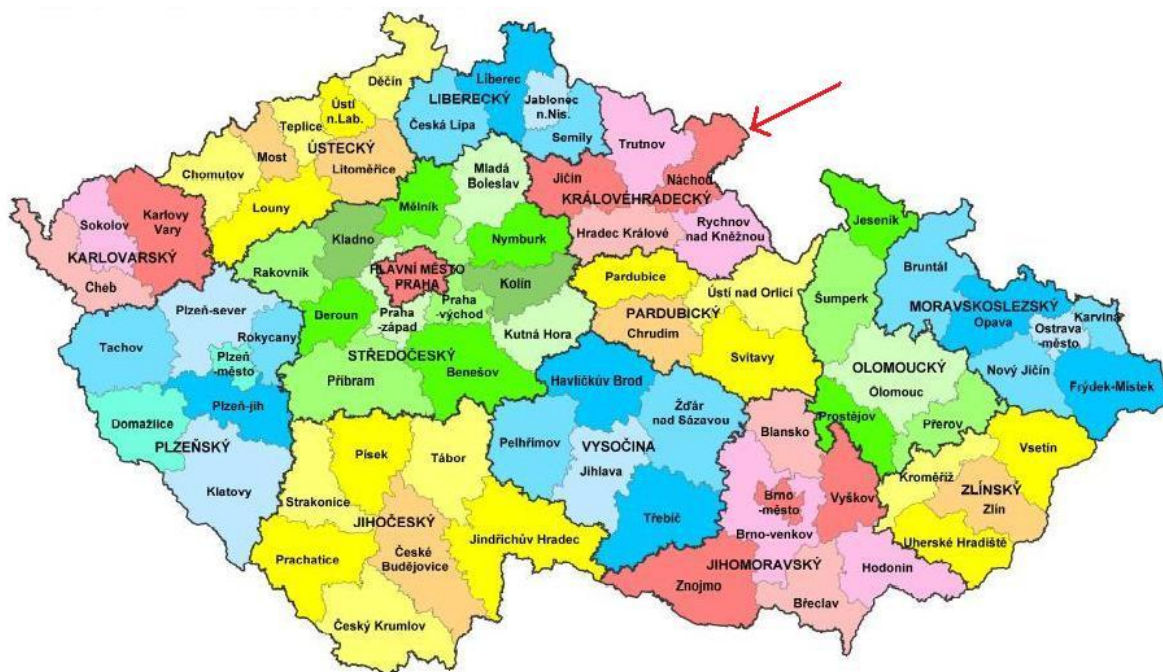 Děčín
Liberec
LIBERECKÝ
Ústí
n.Lab.
Jablonec
n.Nis.
Teplice
Česká Lípa
Semily
ÚSTECKÝ
Trutnov
Most
Litoměřice
Mladá
Boleslav
Chomutov
Jičín
Náchod
KRÁLOVEHRADECKÝ
Louny
Mělník
Sokolov
Karlovy
Vary
Rychnov
nad Kněžnou
Jeseník
Kladno
Nymburk
Hradec Králové
KARLOVARSKÝ
Rakovník
HLAVNÍ MĚSTO
PRAHA
Kolín
Pardubice
Bruntál
Cheb
Ústí nad Orlicí
Šumperk
MORAVSKOSLEZSKÝ
Plzeň-sever
Praha
-východ
Opava
Karviná
Deroun
Praha
-západ
PARDUBICKÝ
Ostrava
-město
Rokycany
Kutná Hora
Chrudim
Tachov
STŘEDOČESKÝ
Svitavy
Plzeň
-město
OLOMOUCKÝ
Nový Jičín
Příbram
Benešov
Havlíčkův Brod
Olomouc
Frýdek-Místek
Plzeň-jih
Žďár
nad Sázavou
Prostějov
Domažlice
Blansko
Přerov
PLZEŇSKÝ
Pelhřimov
VYSOČINA
Vsetín
Písek
Tábor
Jihlava
Kroměříž
Klatovy
ZLÍNSKÝ
Strakonice
Brno
-město
Vyškov
Zlín
JIHOČESKÝ
Třebíč
Brno-venkov
Uherské Hradiště
Jindřichův Hradec
Prachatice
České
Budějovice
JIHOMORAVSKÝ
Hodonín
Znojmo
Břeclav
Český Krumlov